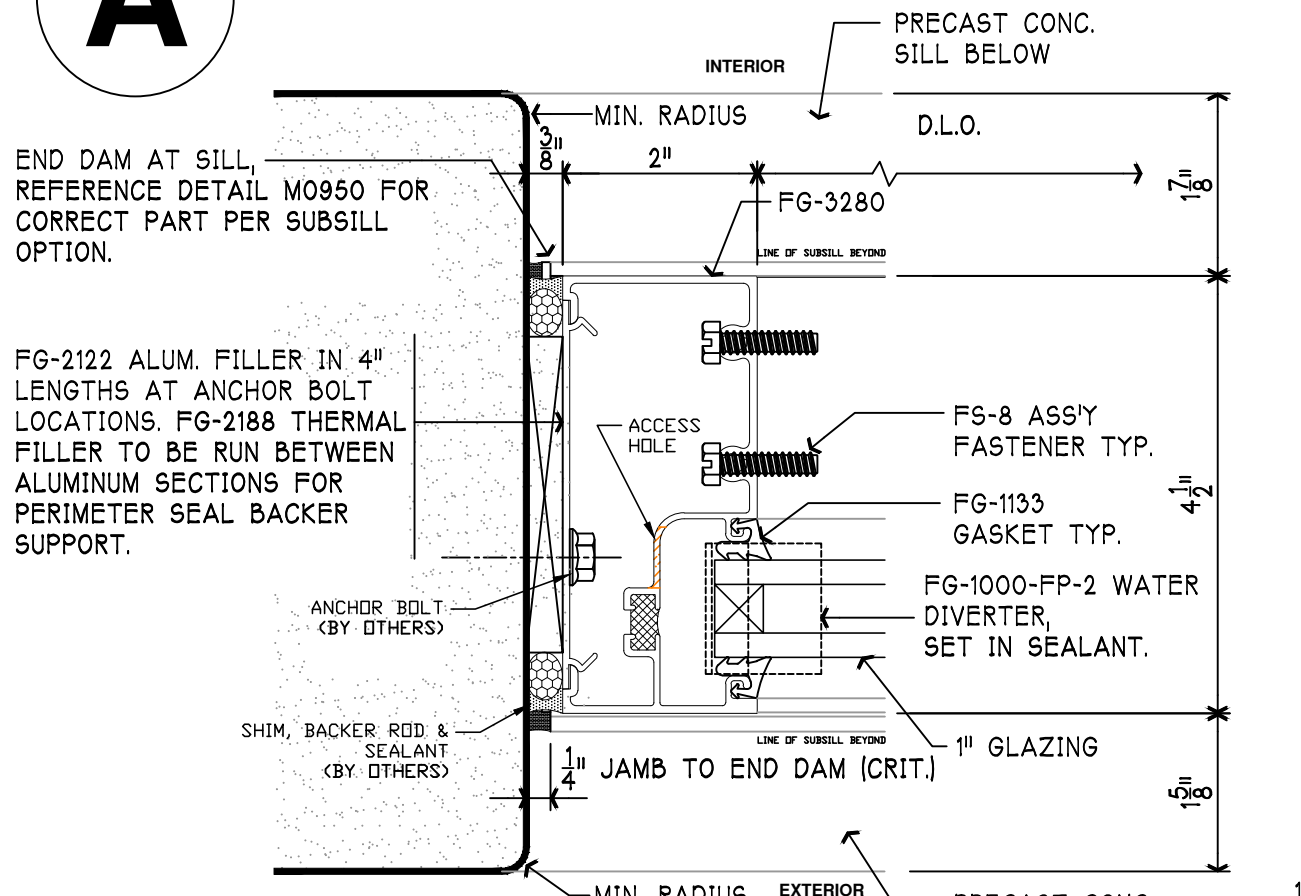 A
PRECAST CONC.
SILL BELOW
INTERIOR
MIN. RADIUS
D.L.O.
3/8"
2"
1 7/8"
END DAM AT SILL,
REFERENCE DETAIL M0950 FOR
CORRECT PART PER SUBSILL
OPTION.
FG-3280
LINE OF SUBSILL BEYOND
FG-2122 ALUM. FILLER IN 4"
LENGTHS AT ANCHOR BOLT
LOCATIONS. FG-2188 THERMAL
FILLER TO BE RUN BETWEEN
ALUMINUM SECTIONS FOR
PERIMETER SEAL BACKER
SUPPORT.
ACCESS
HOLE
FS-8 ASS'Y
FASTENER TYP.
4 1/2"
FG-1133
GASKET TYP.
FG-1000-FP-2 WATER
DIVERTER,
SET IN SEALANT.
ANCHOR BOLT
(BY OTHERS)
SHIM, BACKER ROD &
SEALANT
(BY OTHERS)
LINE OF SUBSILL BEYOND
1" GLAZING
1/4" JAMB TO END DAM (CRIT.)
1 5/8"
MIN. RADIUS
EXTERIOR
PRECAST CONC.